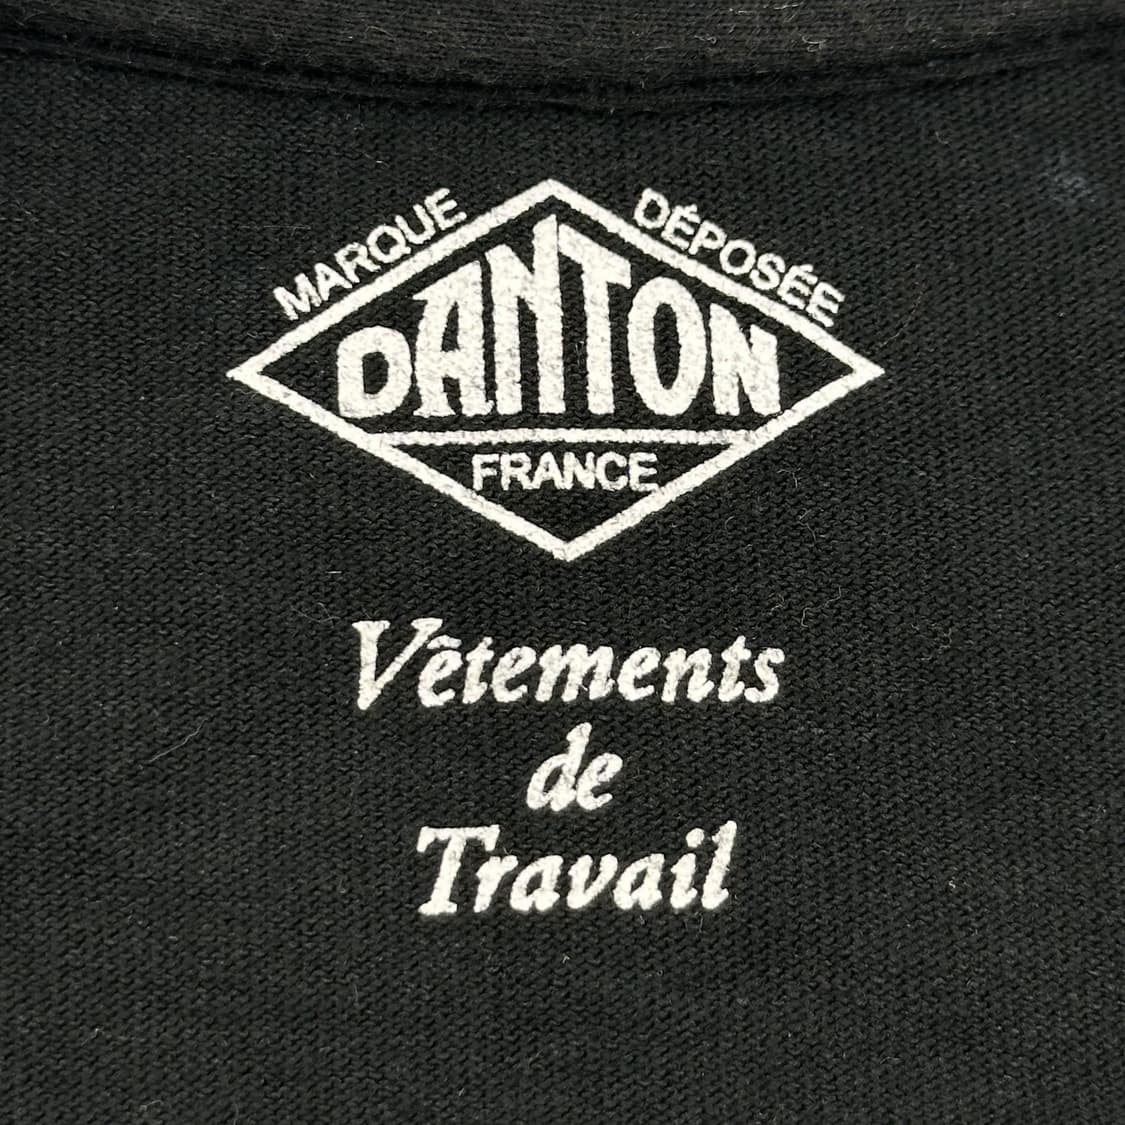 MARQUE DÉPOSÉE
DANTON
FRANCE
Vêtements
de
Travail